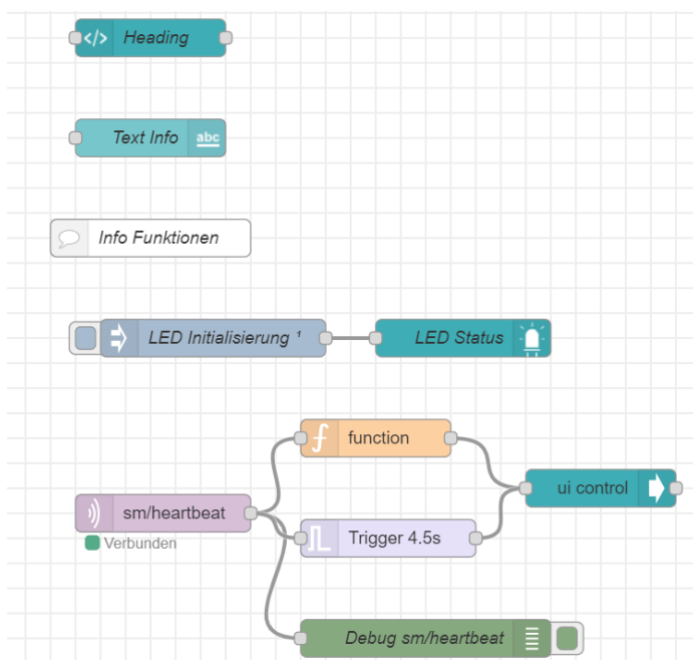 </> Heading
Text Info abc
Info Funktionen
LED Initialisierung ¹
LED Status
function
ui control
sm/heartbeat
Verbunden
Trigger 4.5s
Debug sm/heartbeat